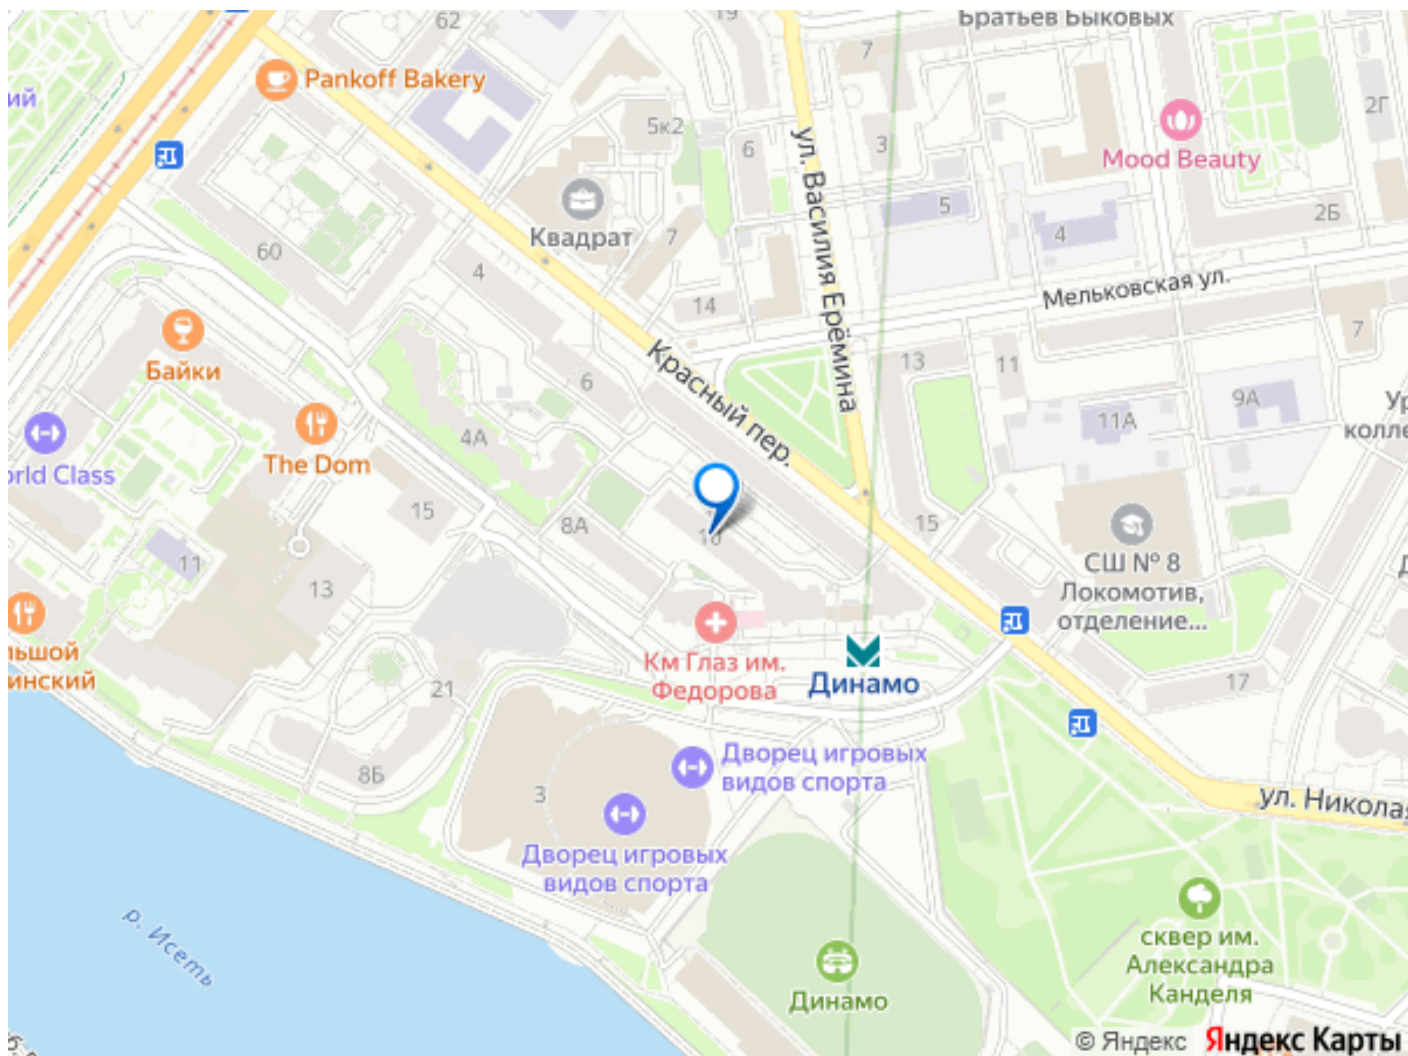 62
19
Братьев Быковых
7
Pankoff Bakery
ий
5к2
6
3
2Г
Mood Beauty
ул. Василия Ерёмина
5
4
2Б
Квадрат
7
60
4
14
Мельковская ул.
7
Байки
Красный пер.
6
13
11
9А
11А
4А
The Dom
orld Class
15
8А
15
СШ № 8
Локомотив,
отделение...
11
13
льшой
инский
Км Глаз им.
Федорова
Динамо
17
21
8Б
Дворец игровых
видов спорта
3
Дворец игровых
видов спорта
ул. Никола
р. Исеть
сквер им.
Александра
Канделя
Динамо
© Яндекс Яндекс Карты